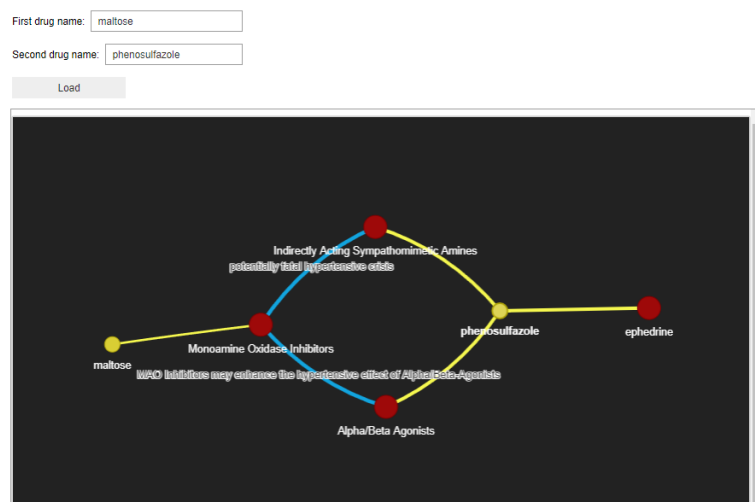 First drug name: maltose
Second drug name: phenosulfazole
Load
Indirectly Acting Sympathomimetic Amines
potentially fatal hypertensive crisis
phenosulfazole
ephedrine
Monoamine Oxidase Inhibitors
maltose
MAO Inhibitors may enhance the hypertensive effect of Alpha/Beta-Agonists
Alpha/Beta Agonists